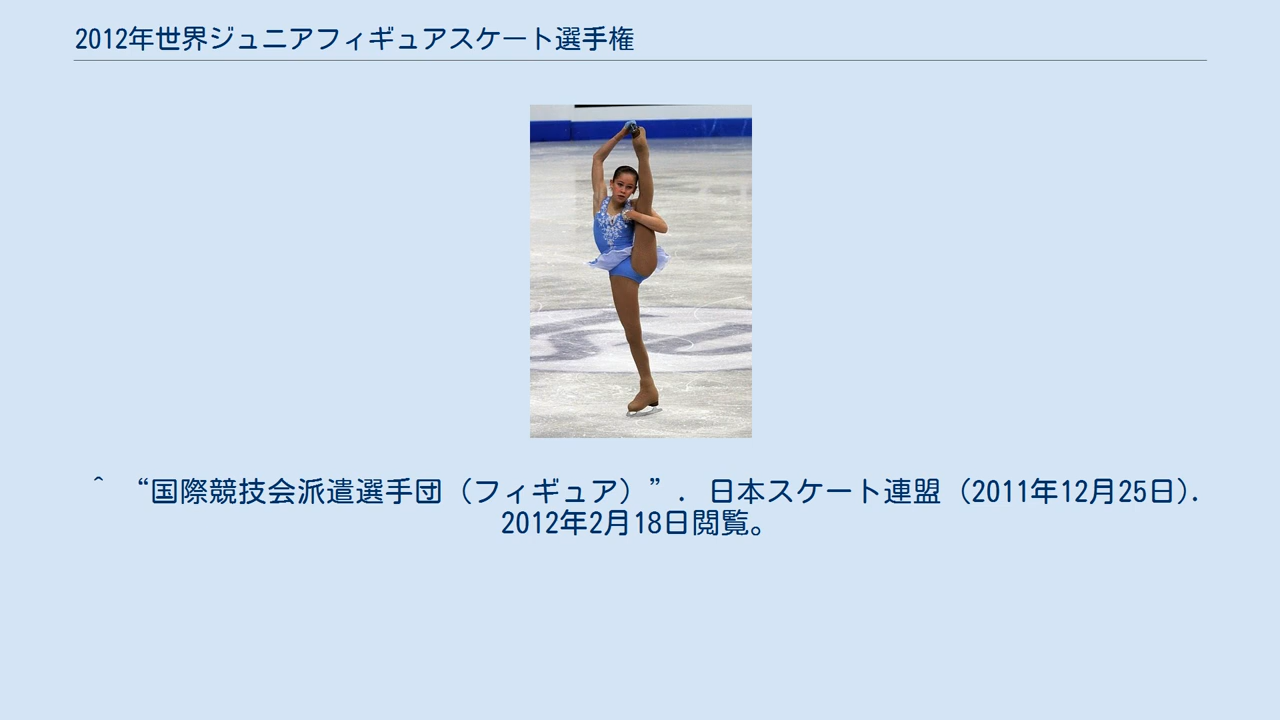 2012年世界ジュニアフィギュアスケート選手権
^ “国際競技会派遣選手団（フィギュア）”. 日本スケート連盟（2011年12月25日）.
2012年2月18日閲覧。